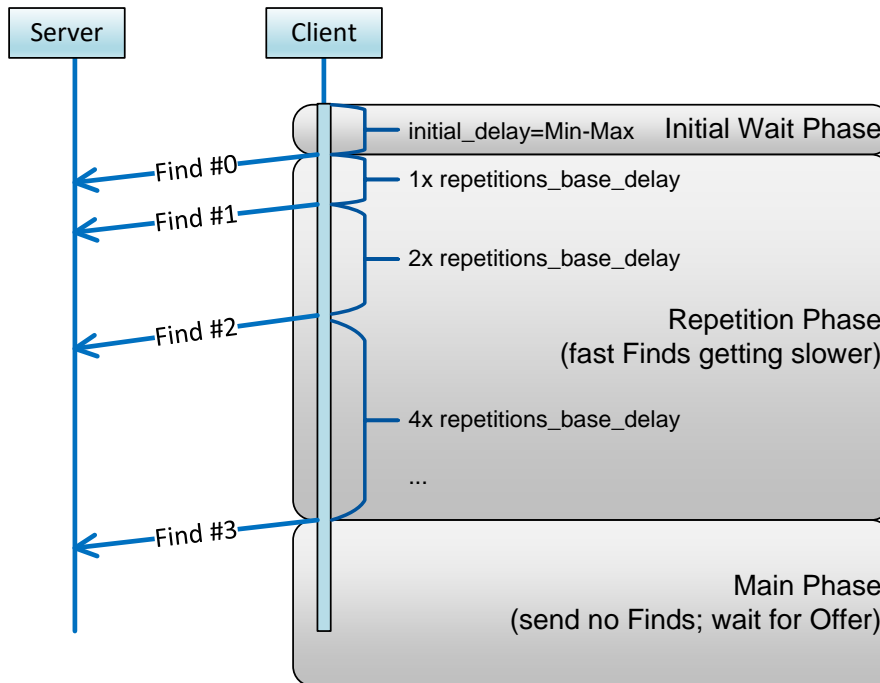 Server
Client
initial_delay=Min-Max
Initial Wait Phase
Find #0
1x repetitions_base_delay
Find #1
2x repetitions_base_delay
Find #2
Repetition Phase
(fast Finds getting slower)
4x repetitions_base_delay
...
Find #3
Main Phase
(send no Finds; wait for Offer)